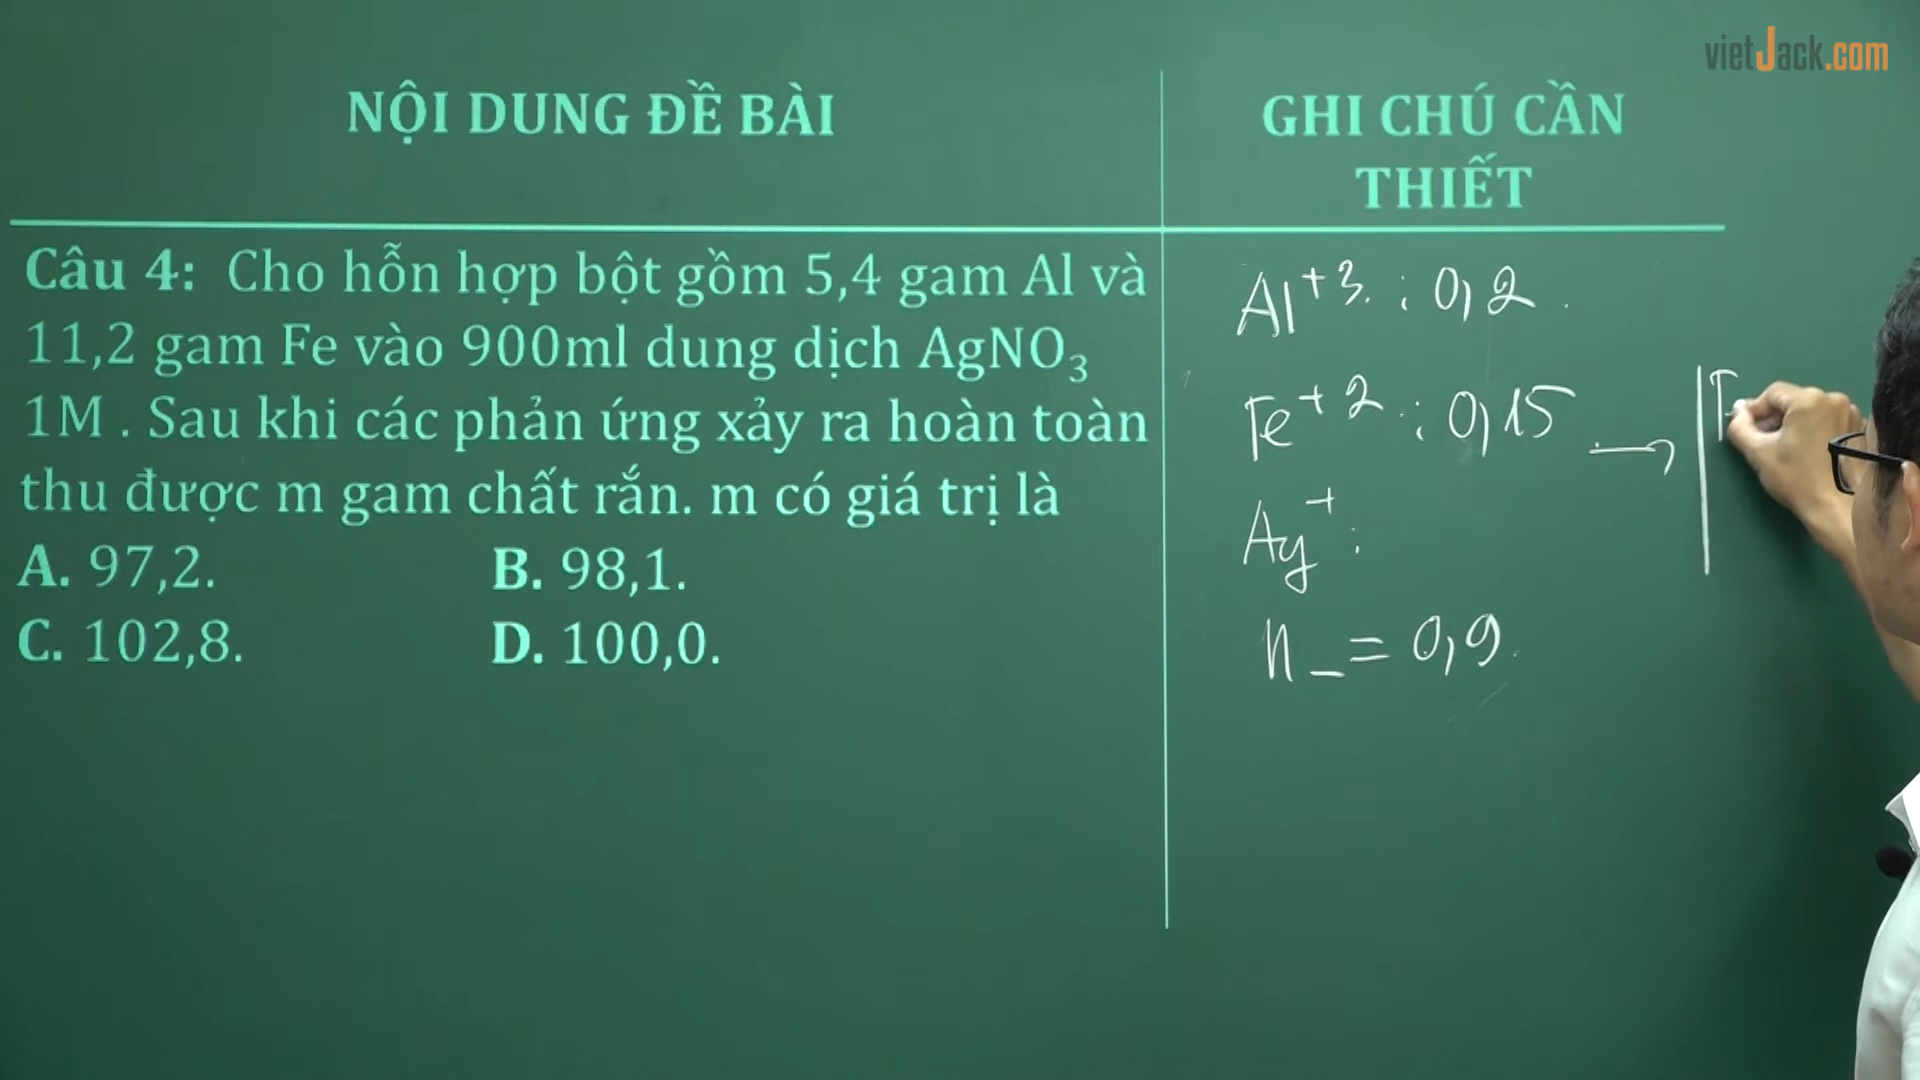 vietJack.com
NỘI DUNG ĐỀ BÀI
GHI CHÚ CẦN
THIẾT
Câu 4: Cho hỗn hợp bột gồm 5,4 gam Al và
11,2 gam Fe vào 900ml dung dịch AgNO₃
1M . Sau khi các phản ứng xảy ra hoàn toàn
thu được m gam chất rắn. m có giá trị là
A. 97,2. B. 98,1.
C. 102,8. D. 100,0.
Al⁺³ : 0,2
Fe⁺² : 0,15 →
Ag⁺ :
n₋ = 0,9